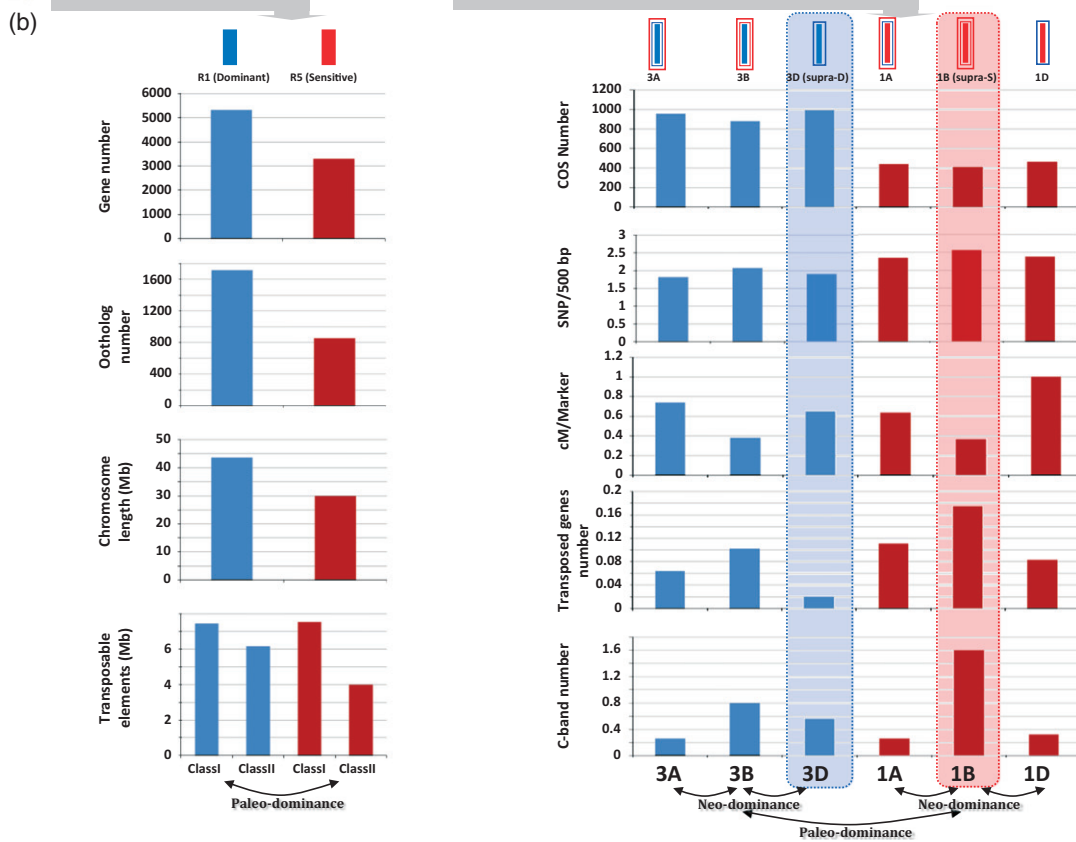 (b)
R1 (Dominant)
R5 (Sensitive)
6000
5000
4000
3000
2000
1000
0
Gene number
1600
1200
800
400
0
Ootholog
number
50
40
30
20
10
0
Chromosome
length (Mb)
6
4
2
0
Transposable
elements (Mb)
ClassI
ClassII
ClassI
ClassII
Paleo-dominance
3A
3B
3D (supra-D)
1A
1B (supra-S)
1D
1200
1000
800
600
400
200
0
COS Number
3
2.5
2
1.5
1
0.5
0
SNP/500 bp
1.2
1
0.8
0.6
0.4
0.2
0
cM/Marker
0.2
0.16
0.12
0.08
0.04
0
Transposed genes
number
1.6
1.2
0.8
0.4
0
C-band number
3A
3B
3D
1A
1B
1D
Neo-dominance
Neo-dominance
Paleo-dominance